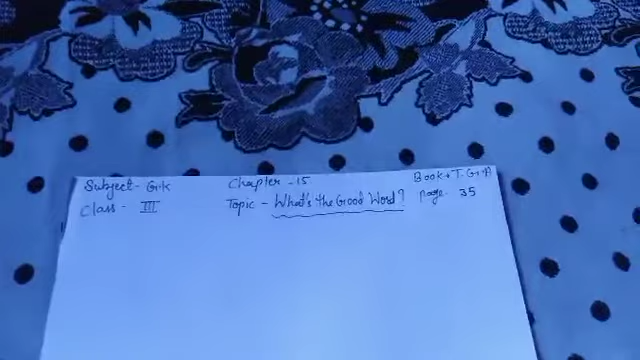 Subject- G.K Chapter -15 Book+T.G.A
Class - III Topic - What's the Good Word? page 35